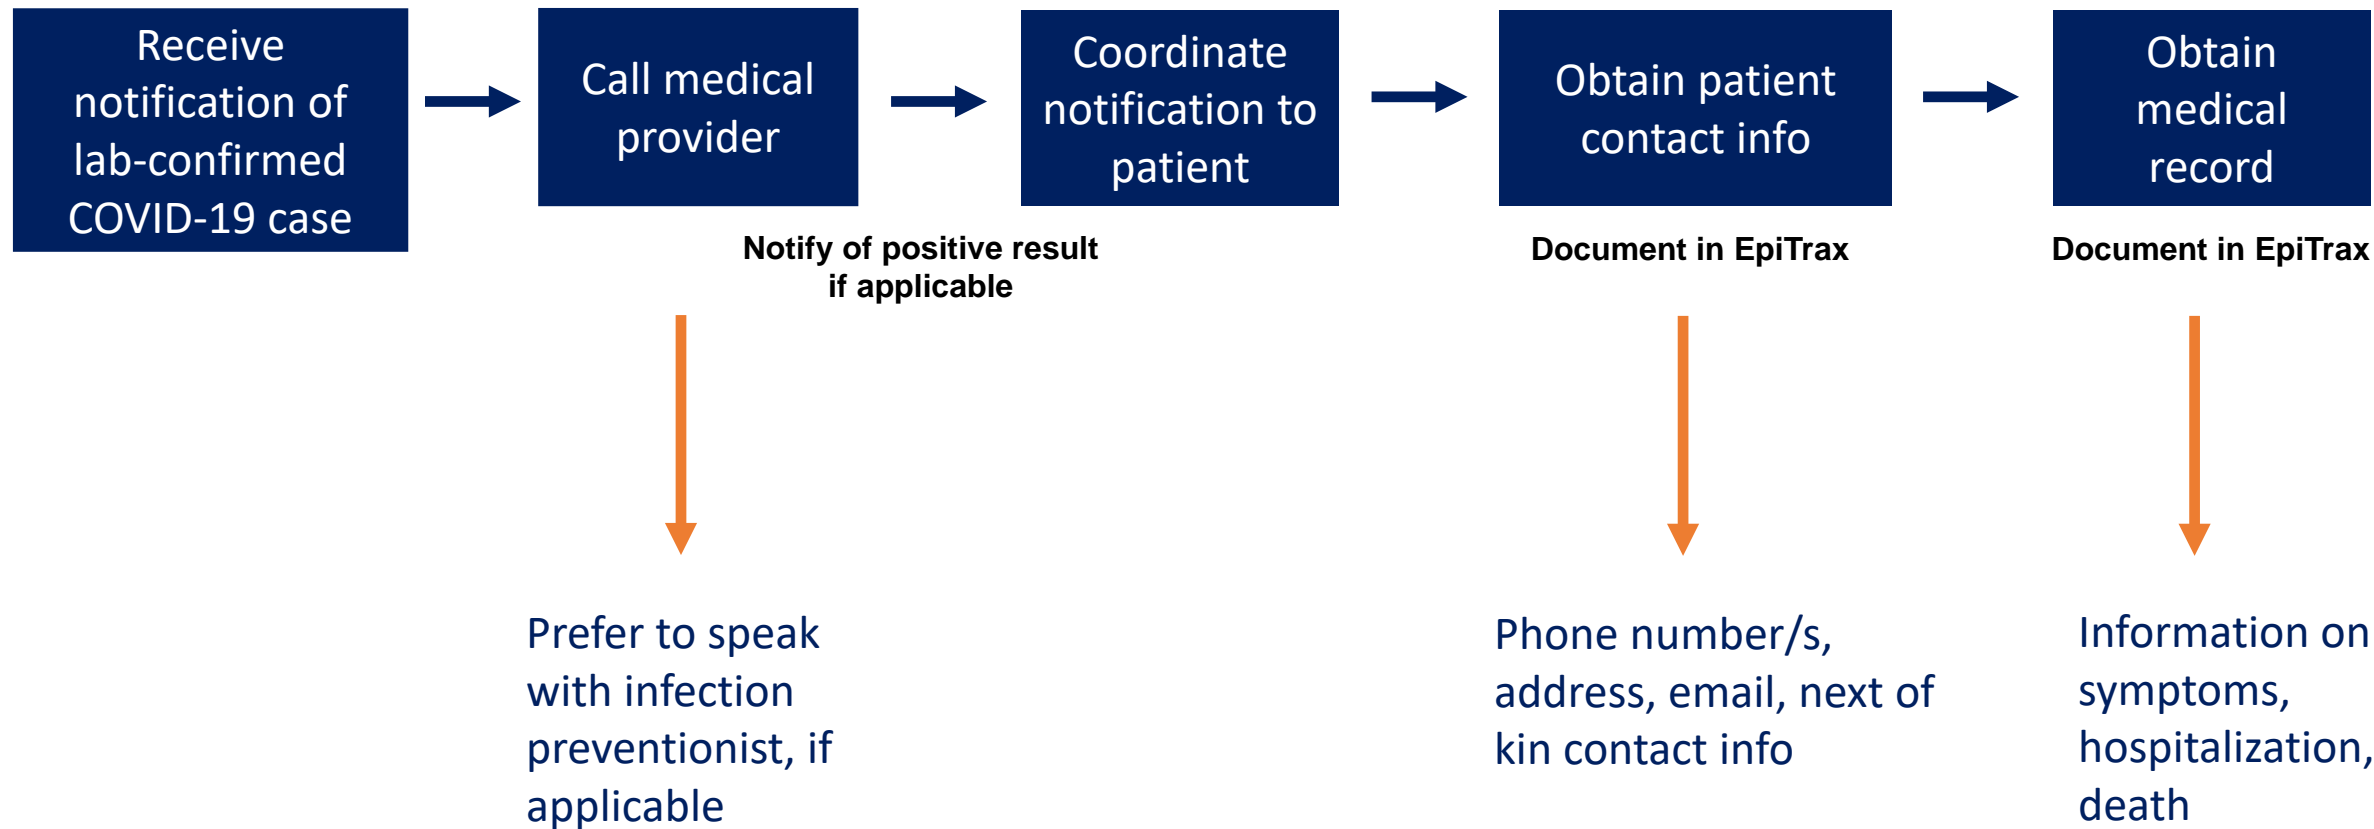 Receive
notification of
lab-confirmed
COVID-19 case
Call medical
provider
Coordinate
notification to
patient
Obtain patient
contact info
Obtain
medical
record
Notify of positive result
if applicable
Document in EpiTrax
Document in EpiTrax
Prefer to speak
with infection
preventionist, if
applicable
Phone number/s,
address, email, next of
kin contact info
Information on
symptoms,
hospitalization,
death